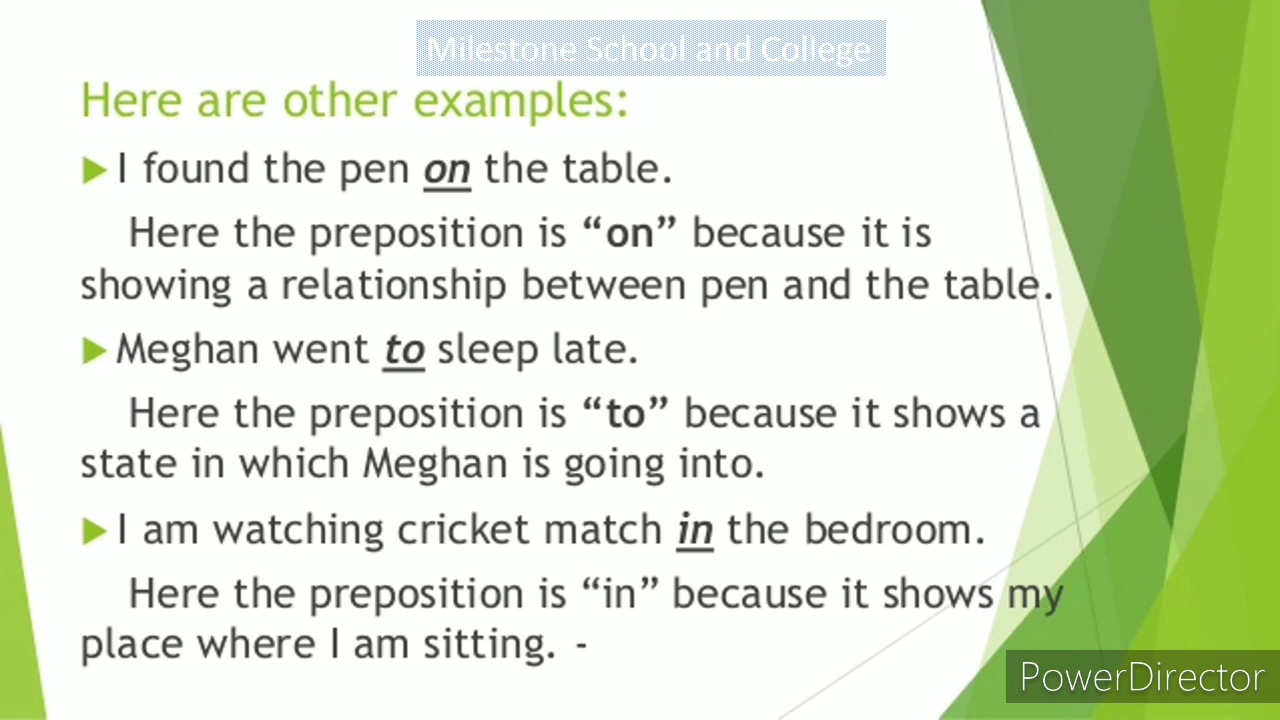 Milestone School and College
Here are other examples:
I found the pen on the table.
Here the preposition is “on” because it is
showing a relationship between pen and the table.
Meghan went to sleep late.
Here the preposition is “to” because it shows a
state in which Meghan is going into.
I am watching cricket match in the bedroom.
Here the preposition is “in” because it shows my
place where I am sitting. -
PowerDirector